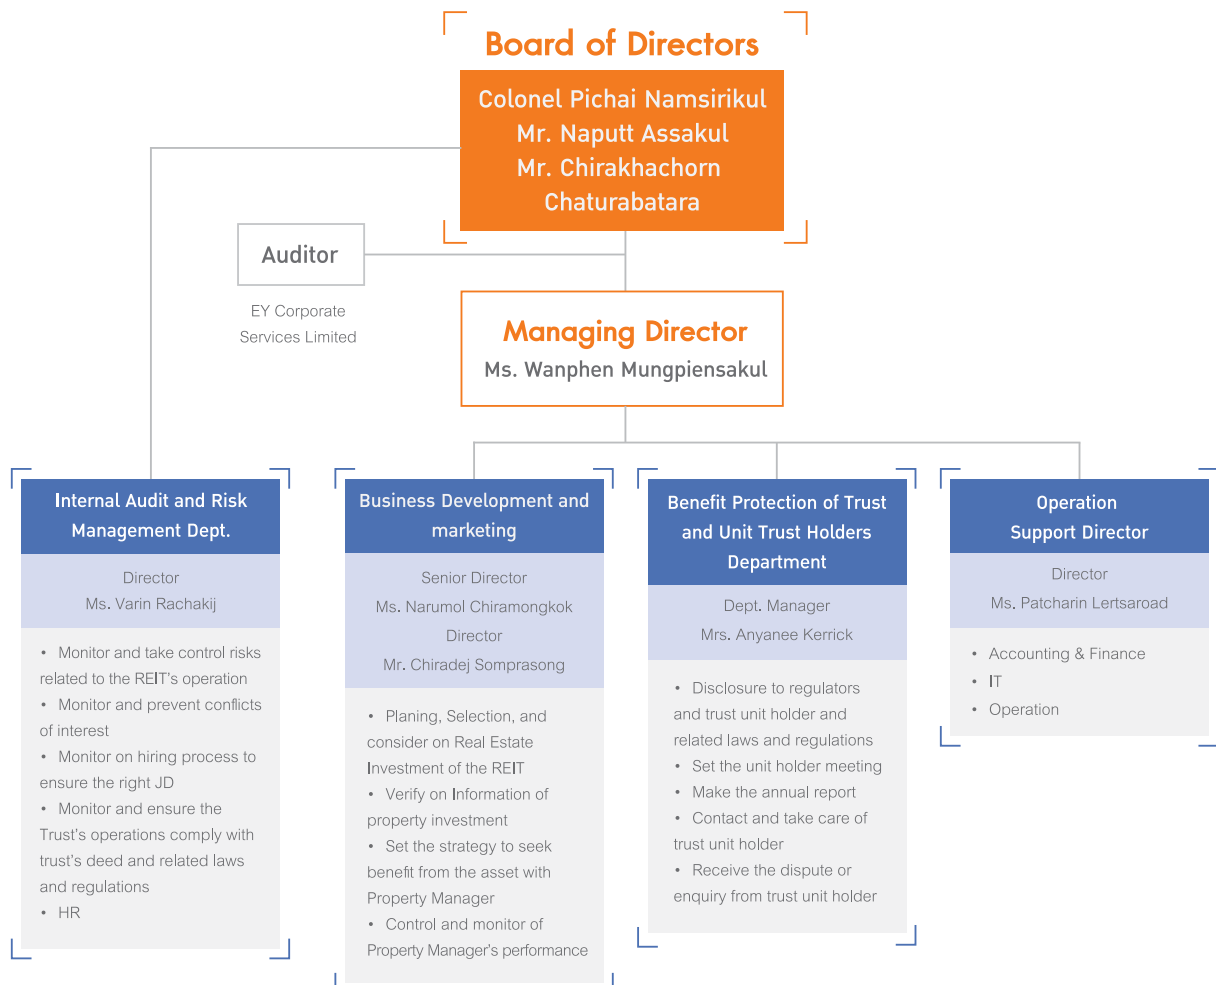 Board of Directors
Colonel Pichai Namsirikul
Mr. Naputt Assakul
Mr. Chirakhachorn
Chaturabatara
Auditor
EY Corporate
Services Limited
Managing Director
Ms. Wanphen Mungpiensakul
Internal Audit and Risk
Management Dept.
Director
Ms. Varin Rachakij
• Monitor and take control risks
related to the REIT's operation
• Monitor and prevent conflicts
of interest
• Monitor on hiring process to
ensure the right JD
• Monitor and ensure the
Trust's operations comply with
trust's deed and related laws
and regulations
• HR
Business Development and
marketing
Senior Director
Ms. Narumol Chiramongkok
Director
Mr. Chiradej Somprasong
• Planing, Selection, and
consider on Real Estate
Investment of the REIT
• Verify on Information of
property investment
• Set the strategy to seek
benefit from the asset with
Property Manager
• Control and monitor of
Property Manager's performance
Benefit Protection of Trust
and Unit Trust Holders
Department
Dept. Manager
Mrs. Anyanee Kerrick
• Disclosure to regulators
and trust unit holder and
related laws and regulations
• Set the unit holder meeting
• Make the annual report
• Contact and take care of
trust unit holder
• Receive the dispute or
enquiry from trust unit holder
Operation
Support Director
Director
Ms. Patcharin Lertsaroad
• Accounting & Finance
• IT
• Operation